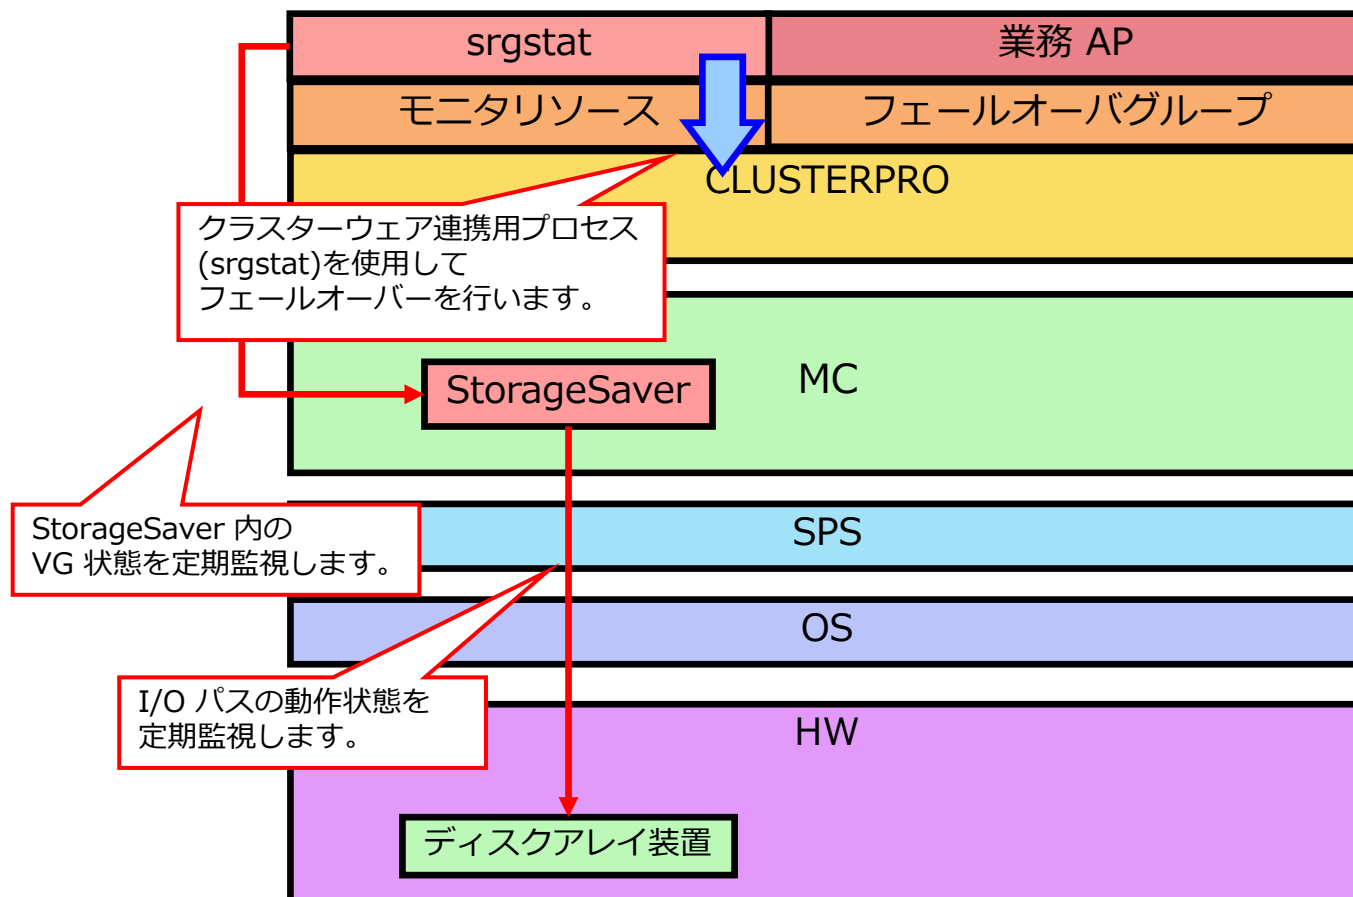 srgstat
業務 AP
モニタリソース
フェールオーバグループ
CLUSTERPRO
クラスターウェア連携用プロセス
(srgstat)を使用して
フェールオーバーを行います。
MC
StorageSaver
StorageSaver 内の
VG 状態を定期監視します。
SPS
OS
I/O パスの動作状態を
定期監視します。
HW
ディスクアレイ装置